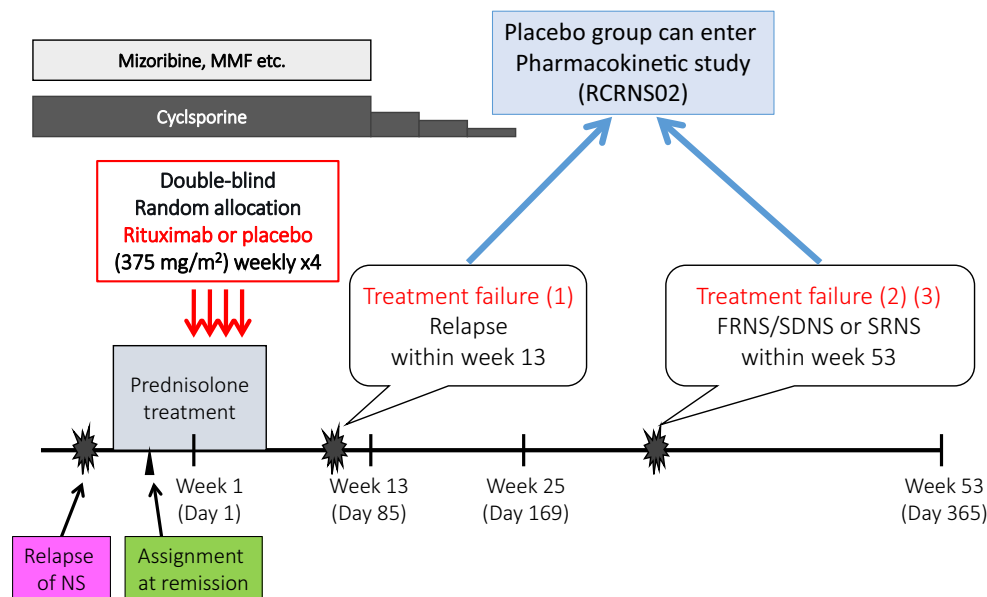 Mizoribine, MMF etc.
Cyclsporine
Placebo group can enter
Pharmacokinetic study
(RCRNS02)
Double-blind
Random allocation
Rituximab or placebo
(375 mg/m²) weekly x4
Treatment failure (1)
Relapse
within week 13
Treatment failure (2) (3)
FRNS/SDNS or SRNS
within week 53
Prednisolone
treatment
Week 1
(Day 1)
Week 13
(Day 85)
Week 25
(Day 169)
Week 53
(Day 365)
Relapse
of NS
Assignment
at remission